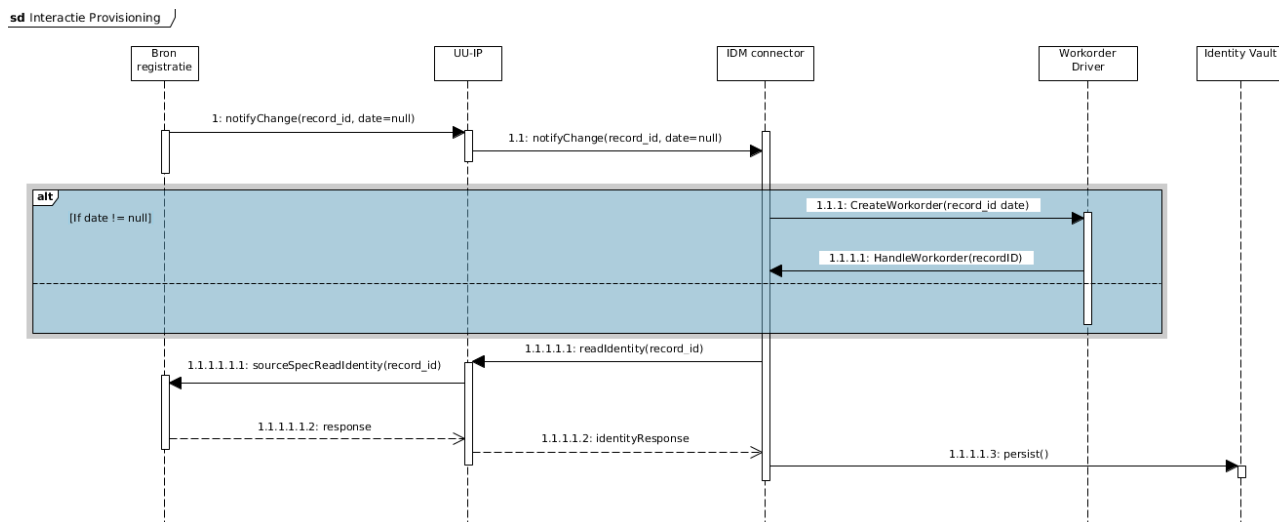 sd Interactie Provisioning
Bron
registratie
UU-IP
IDM connector
Workorder
Driver
Identity Vault
1: notifyChange(record_id, date=null)
1.1: notifyChange(record_id, date=null)
alt
[If date != null]
1.1.1: CreateWorkorder(record_id date)
1.1.1.1: HandleWorkorder(recordID)
1.1.1.1.1: readIdentity(record_id)
1.1.1.1.1.1: sourceSpecReadIdentity(record_id)
1.1.1.1.1.2: response
1.1.1.1.2: identityResponse
1.1.1.1.3: persist()